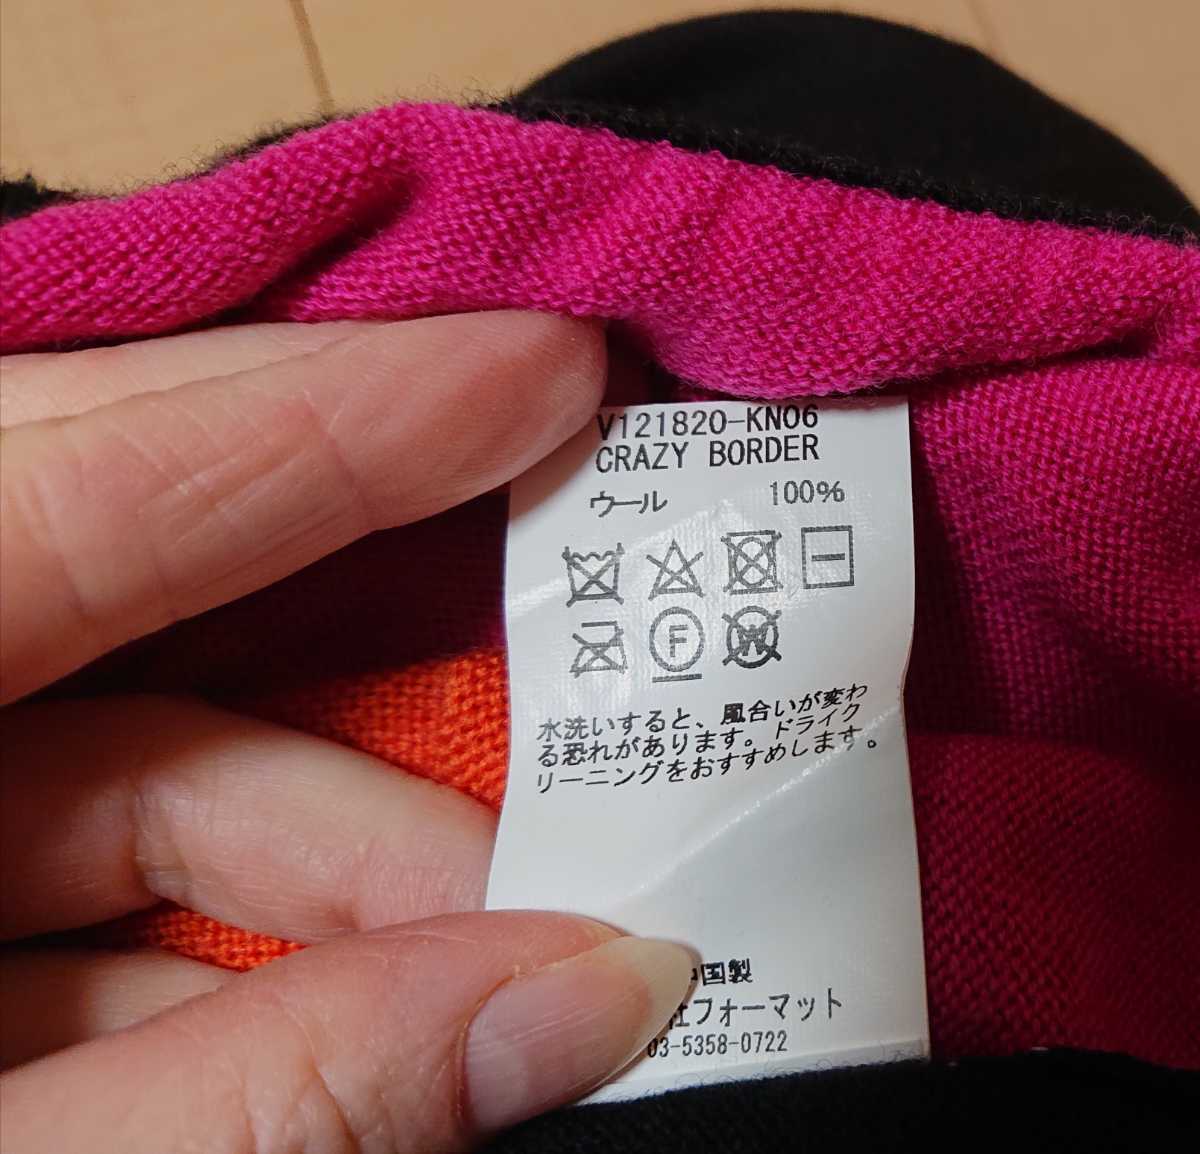 V121820-KN06
CRAZY BORDER
ウール 100%
F
W
水洗いすると、風合いが変わ
る恐れがあります。ドライク
リーニングをおすすめします。
中国製
社フォーマット
03-5358-0722